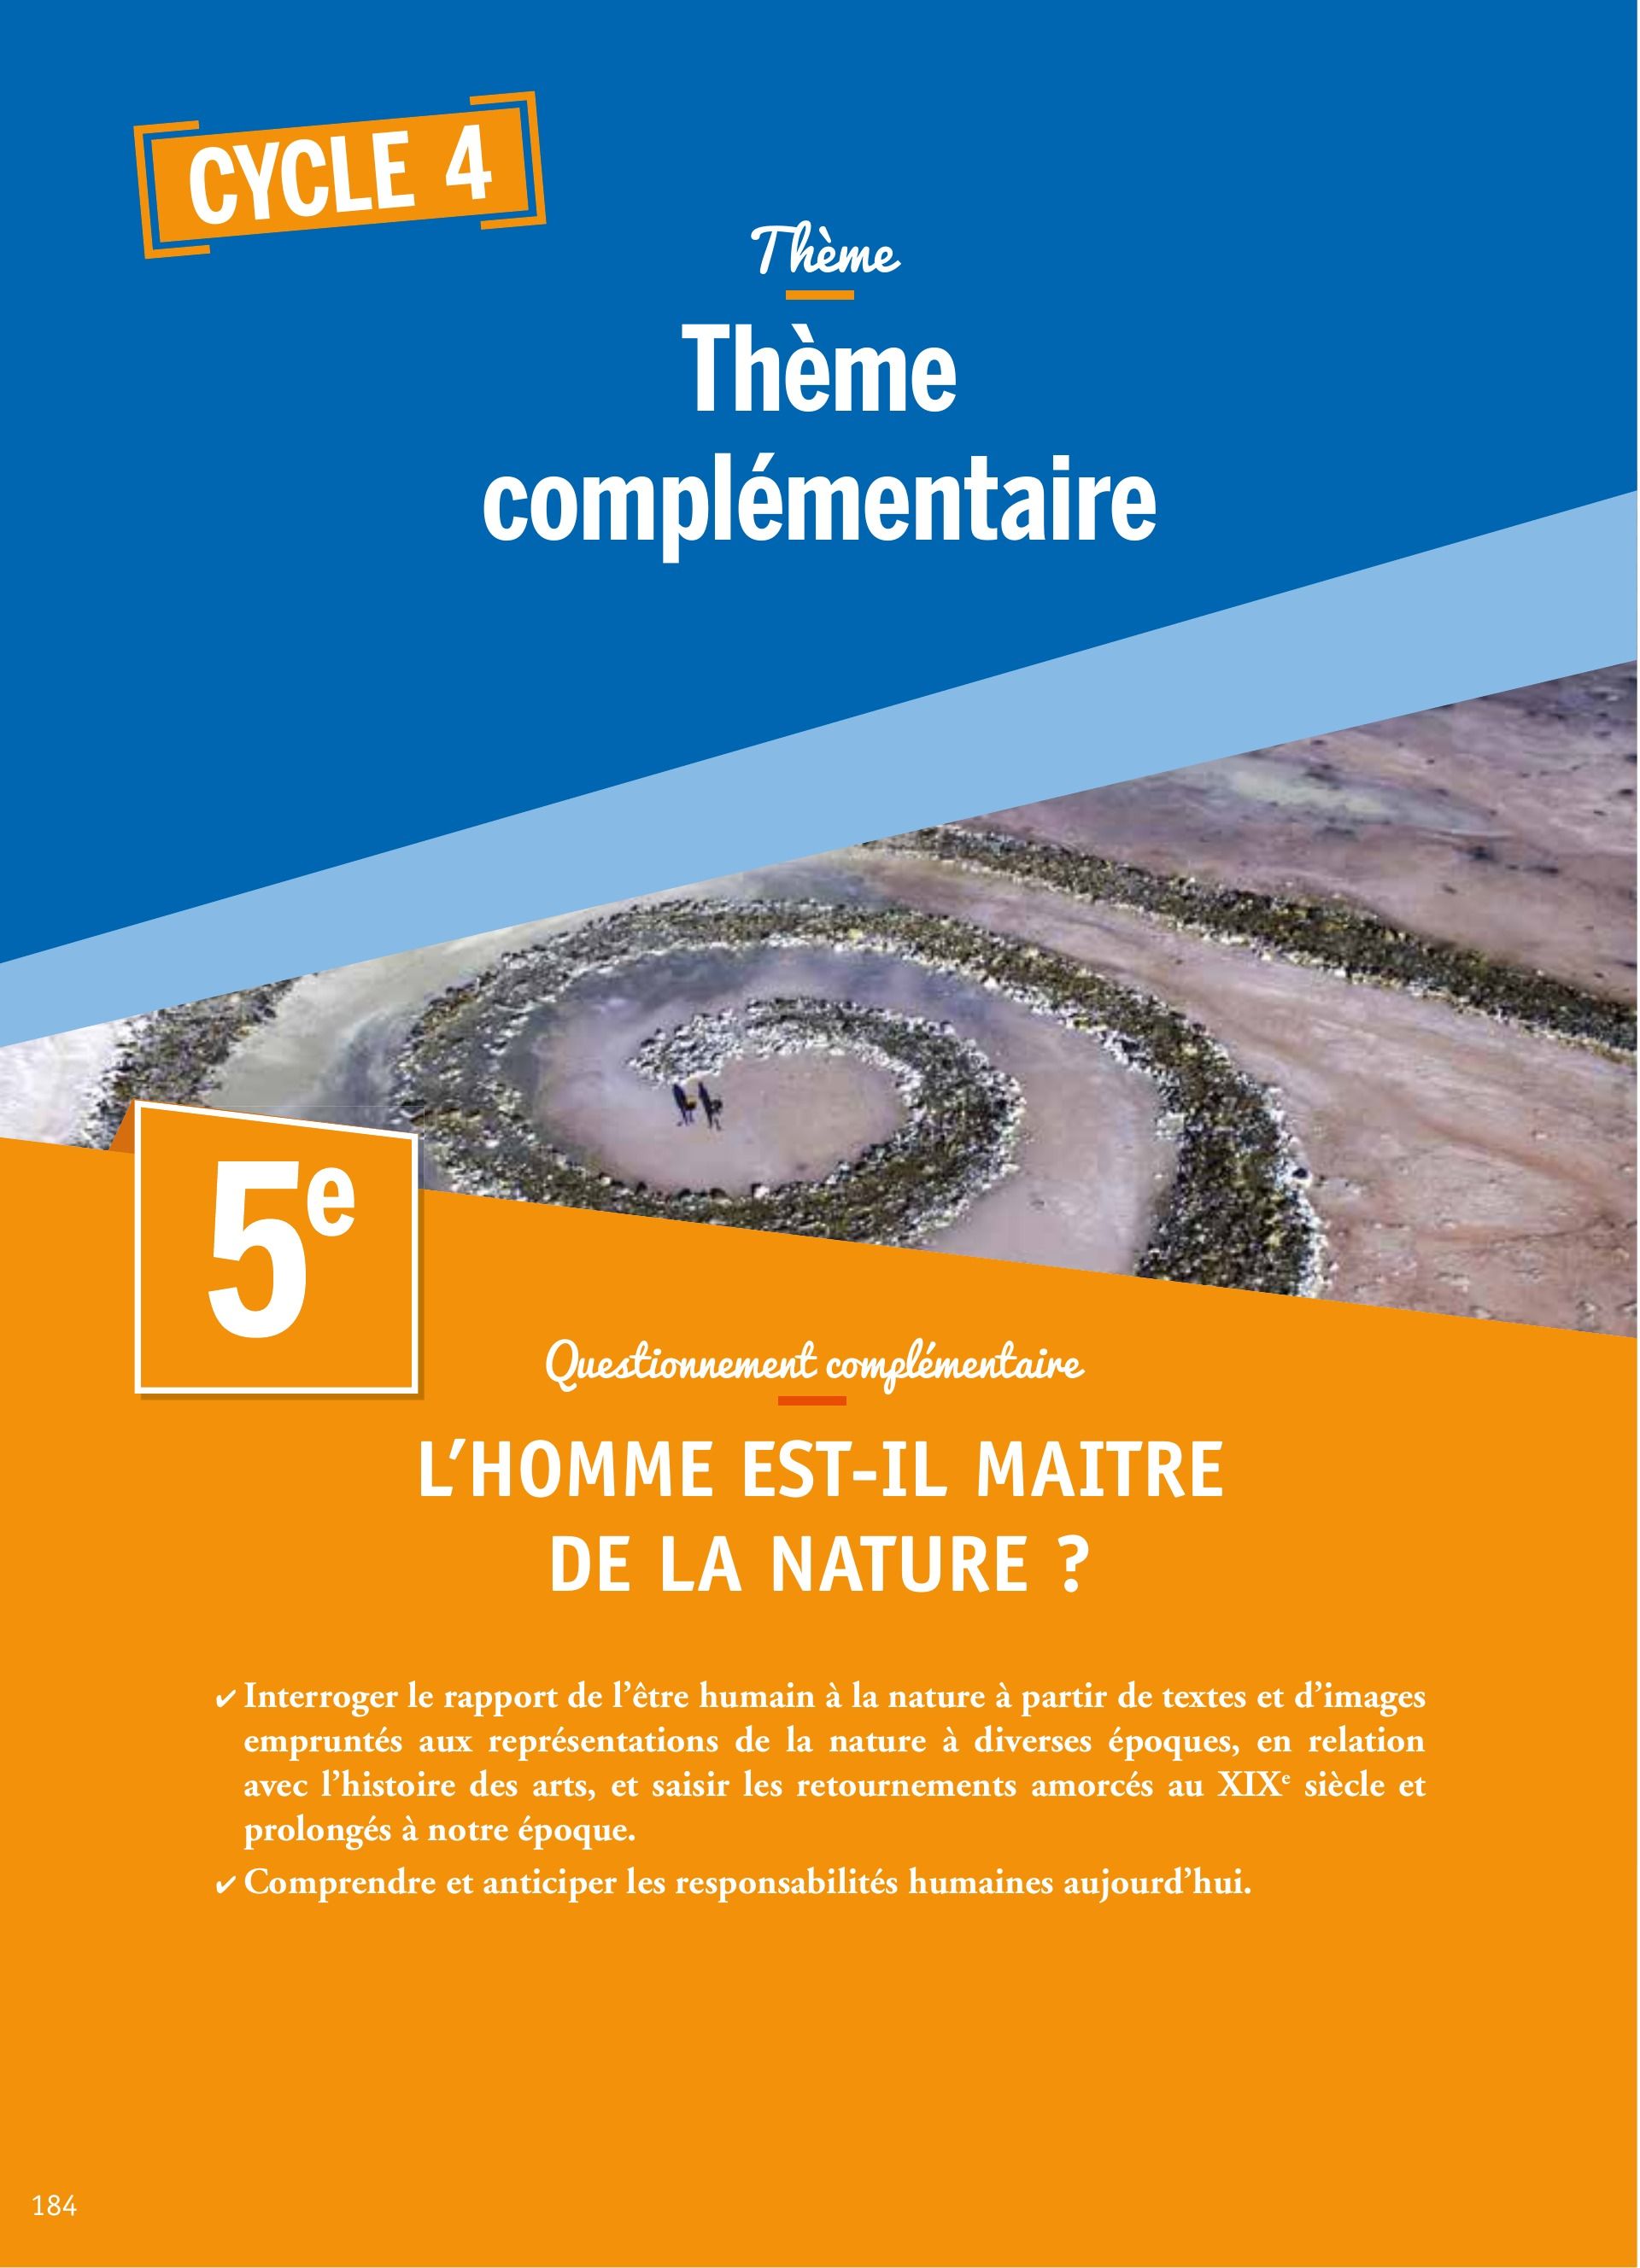 CYCLE 4
Thème
Thème
complémentaire
5e
Questionnement complémentaire
L’HOMME EST-IL MAITRE
DE LA NATURE ?
✔ Interroger le rapport de l’être humain à la nature à partir de textes et d’images
empruntés aux représentations de la nature à diverses époques, en relation
avec l’histoire des arts, et saisir les retournements amorcés au XIXe siècle et
prolongés à notre époque.
✔ Comprendre et anticiper les responsabilités humaines aujourd’hui.
184